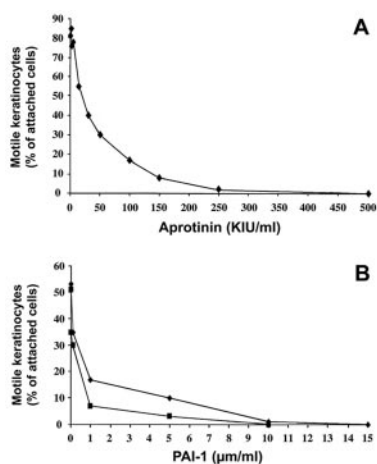 A
Motile keratinocytes
(% of attached cells)
90
80
70
60
50
40
30
20
10
0
0 50 100 150 200 250 300 350 400 450 500
Aprotinin (KIU/ml)
B
Motile keratinocytes
(% of attached cells)
60
50
40
30
20
10
0
0 1 2 3 4 5 6 7 8 9 10 11 12 13 14 15
PAI-1 (µm/ml)